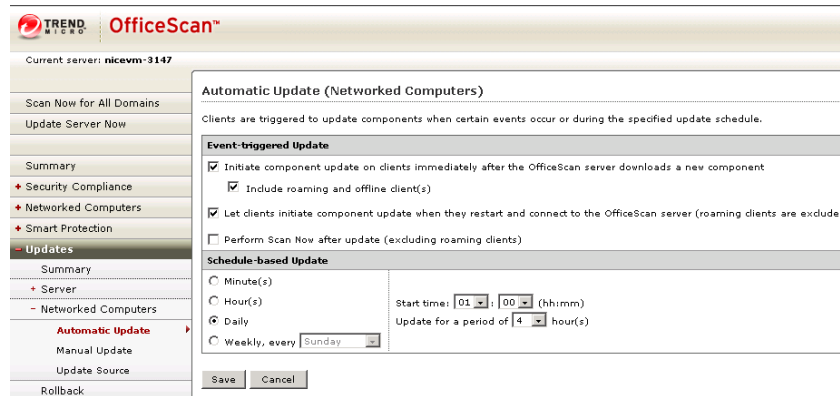 TREND MICRO OfficeScan™
Current server: nicevm-3147
Scan Now for All Domains
Update Server Now
Summary
+ Security Compliance
+ Networked Computers
+ Smart Protection
- Updates
Summary
+ Server
- Networked Computers
Automatic Update
Manual Update
Update Source
Rollback
Automatic Update (Networked Computers)
Clients are triggered to update components when certain events occur or during the specified update schedule.
Event-triggered Update
Initiate component update on clients immediately after the OfficeScan server downloads a new component
Include roaming and offline client(s)
Let clients initiate component update when they restart and connect to the OfficeScan server (roaming clients are exclude
Perform Scan Now after update (excluding roaming clients)
Schedule-based Update
Minute(s)
Hour(s)
Daily
Weekly, every Sunday
Start time: 01 : 00 (hh:mm)
Update for a period of 4 hour(s)
Save Cancel